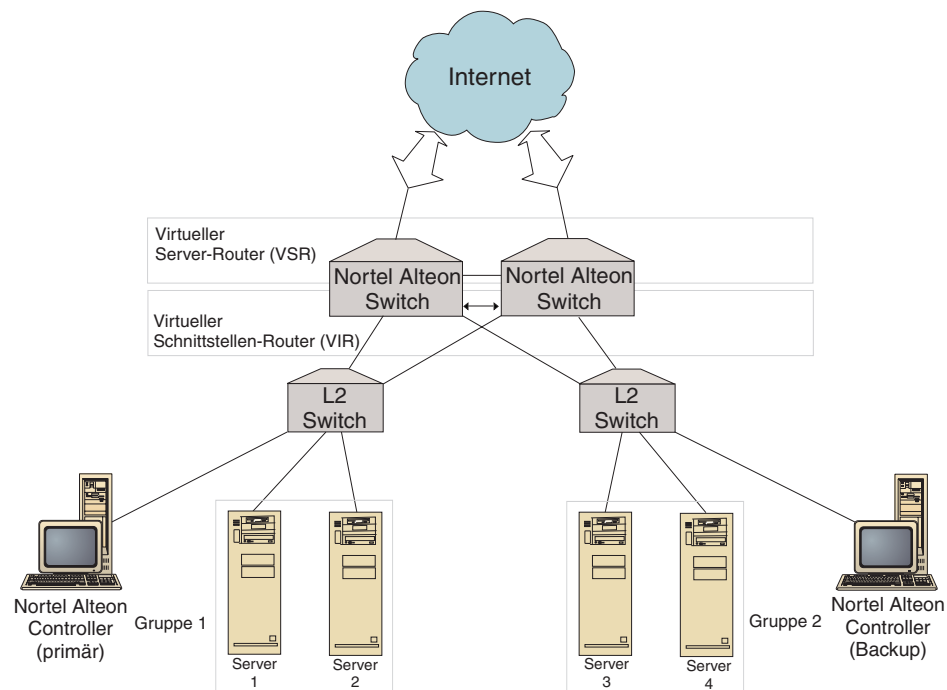 Internet
Virtueller
Server-Router (VSR)
Nortel Alteon
Switch
Nortel Alteon
Switch
Virtueller
Schnittstellen-Router (VIR)
L2
Switch
L2
Switch
Nortel Alteon
Controller
(primär)
Gruppe 1
Server
1
Server
2
Server
3
Server
4
Gruppe 2
Nortel Alteon
Controller
(Backup)